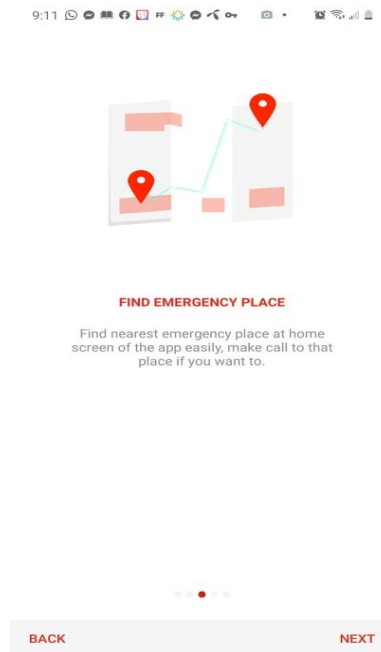 9:11
FF
FIND EMERGENCY PLACE
Find nearest emergency place at home
screen of the app easily, make call to that
place if you want to.
BACK
NEXT